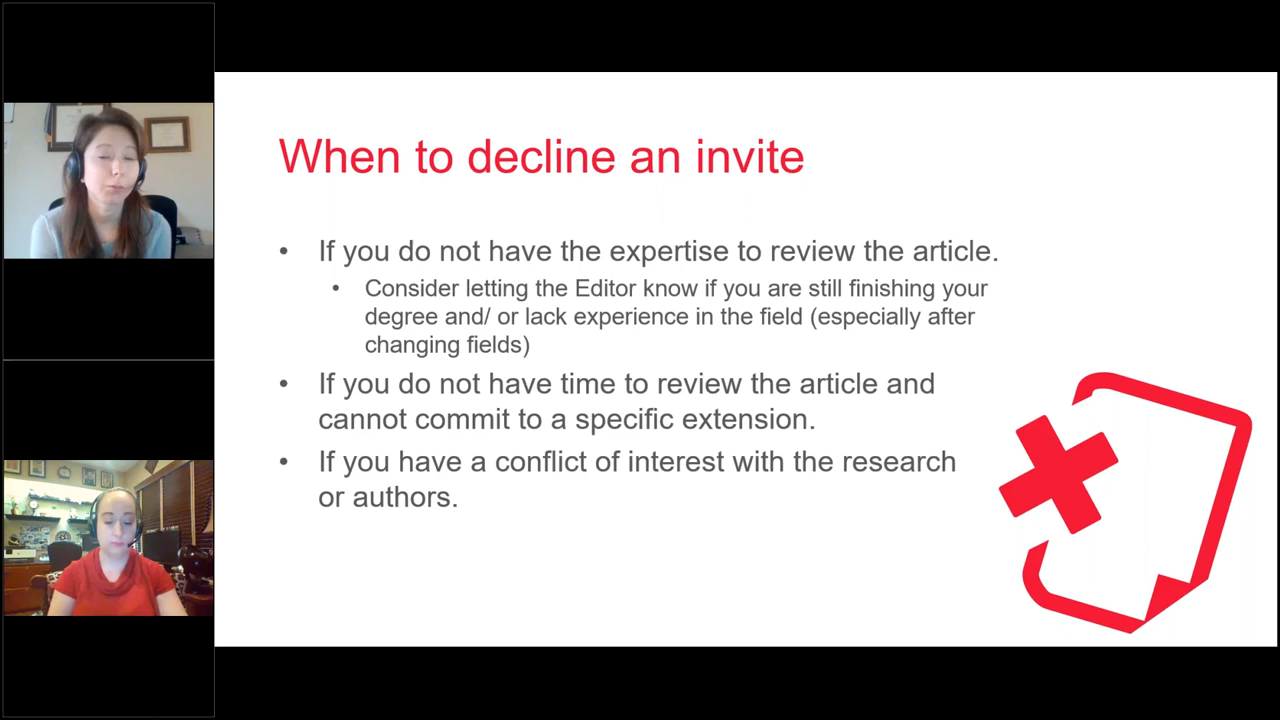 When to decline an invite
• If you do not have the expertise to review the article.
• Consider letting the Editor know if you are still finishing your
degree and/ or lack experience in the field (especially after
changing fields)
• If you do not have time to review the article and
cannot commit to a specific extension.
• If you have a conflict of interest with the research
or authors.